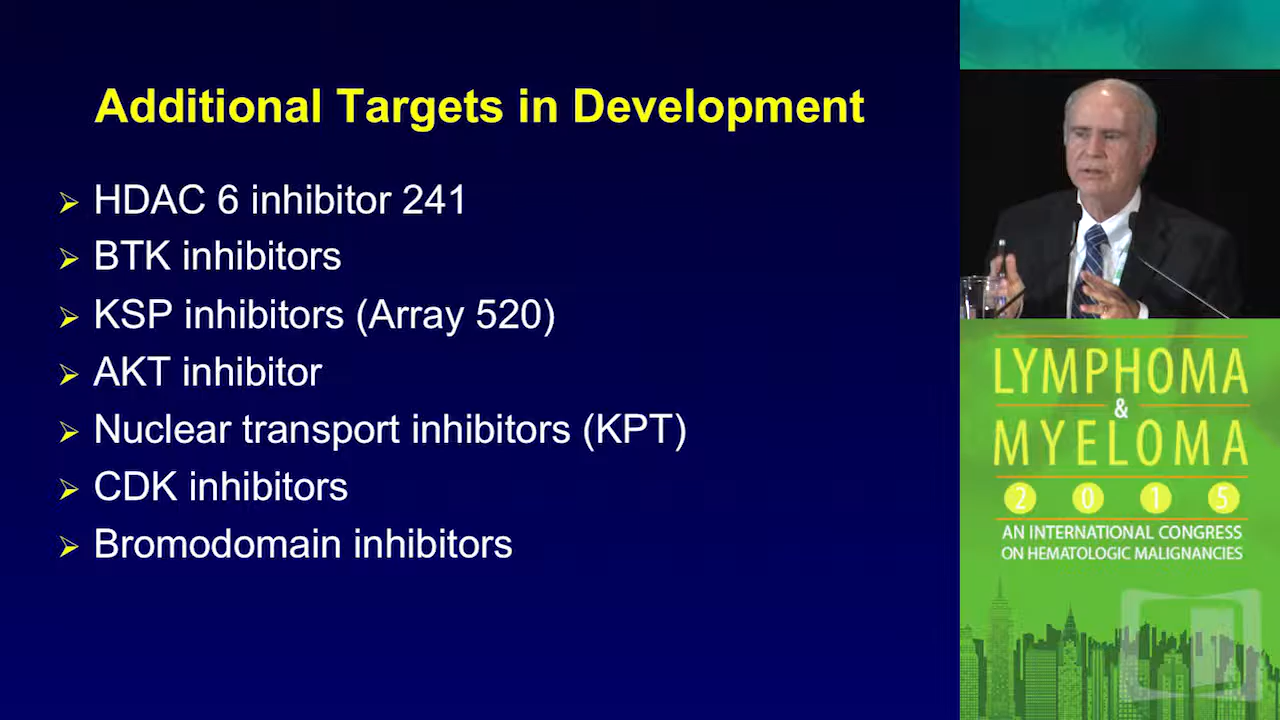 Additional Targets in Development
HDAC 6 inhibitor 241
BTK inhibitors
KSP inhibitors (Array 520)
AKT inhibitor
Nuclear transport inhibitors (KPT)
CDK inhibitors
Bromodomain inhibitors
LYMPHOMA
&
MYELOMA
2 0 1 5
AN INTERNATIONAL CONGRESS
ON HEMATOLOGIC MALIGNANCIES